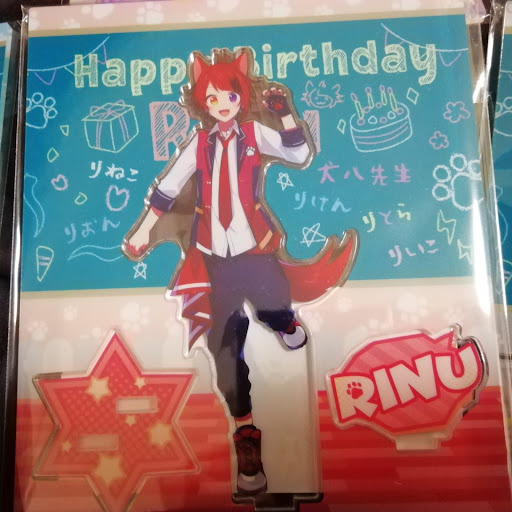 Happy Birthday
りねこ
犬八先生
りけん
りおん
りとら
りいこ
RINU